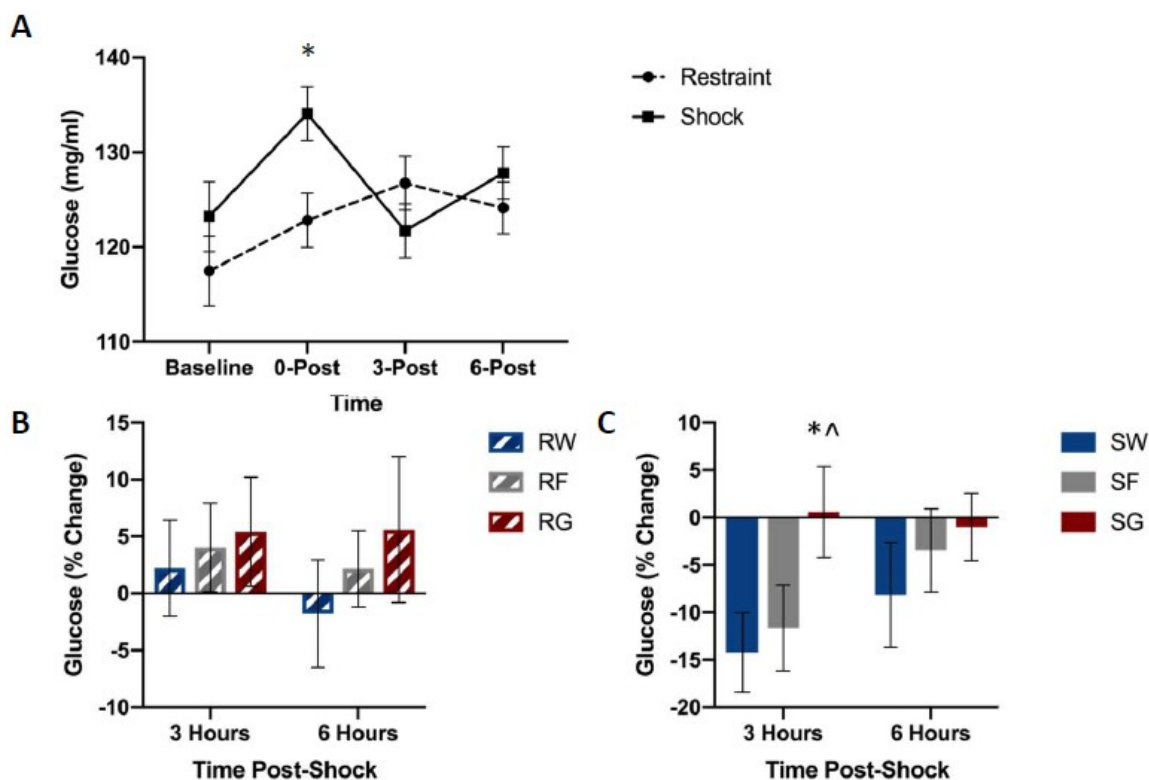 A
*
140
130
120
110
Glucose (mg/ml)
Baseline 0-Post 3-Post 6-Post
Time
Restraint
Shock
B
15
10
5
0
-5
-10
Glucose (% Change)
3 Hours 6 Hours
Time Post-Shock
RW
RF
RG
C
*^
10
5
0
-5
-10
-15
-20
Glucose (% Change)
3 Hours 6 Hours
Time Post-Shock
SW
SF
SG